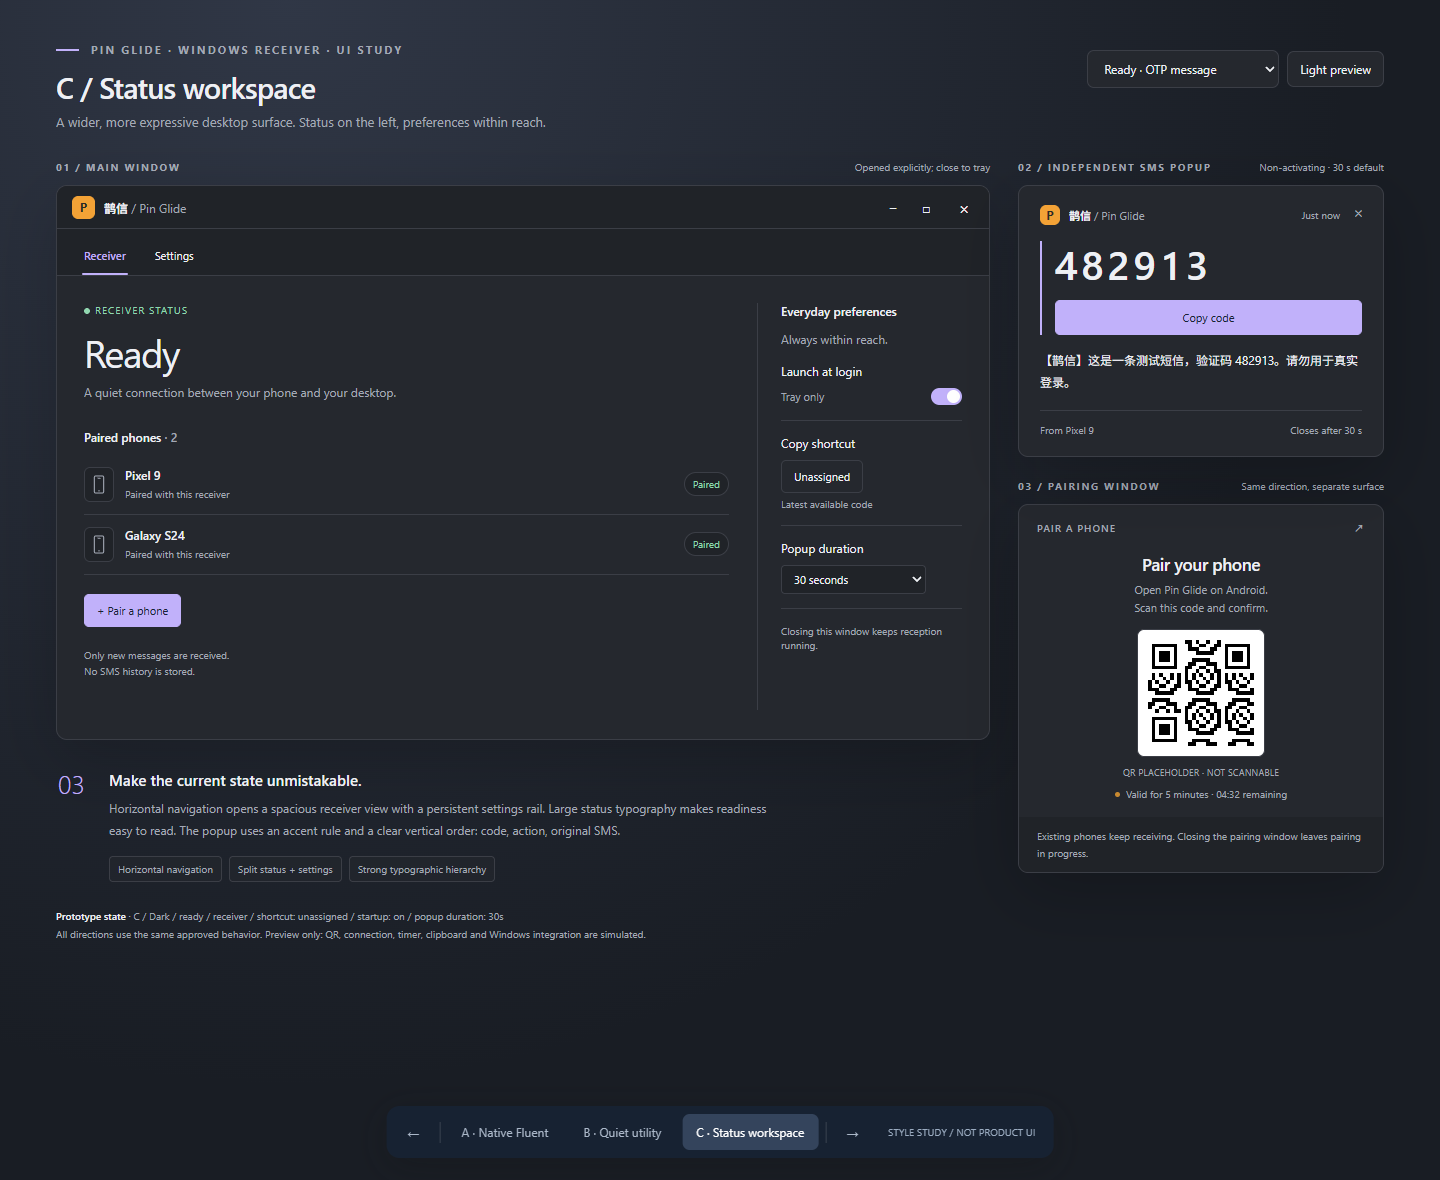 PIN GLIDE · WINDOWS RECEIVER · UI STUDY
C / Status workspace
A wider, more expressive desktop surface. Status on the left, preferences within reach.
Ready · OTP message
Light preview
01 / MAIN WINDOW
Opened explicitly; close to tray
P
鹊信 / Pin Glide
Receiver
Settings
RECEIVER STATUS
Ready
A quiet connection between your phone and your desktop.
Paired phones · 2
Pixel 9
Paired with this receiver
Paired
Galaxy S24
Paired with this receiver
Paired
+ Pair a phone
Only new messages are received.
No SMS history is stored.
Everyday preferences
Always within reach.
Launch at login
Tray only
Copy shortcut
Unassigned
Latest available code
Popup duration
30 seconds
Closing this window keeps reception
running.
02 / INDEPENDENT SMS POPUP
Non-activating · 30 s default
P
鹊信 / Pin Glide
Just now
482913
Copy code
【鹊信】这是一条测试短信，验证码 482913。请勿用于真实
登录。
From Pixel 9
Closes after 30 s
03 / PAIRING WINDOW
Same direction, separate surface
PAIR A PHONE
Pair your phone
Open Pin Glide on Android.
Scan this code and confirm.
QR PLACEHOLDER · NOT SCANNABLE
Valid for 5 minutes · 04:32 remaining
Existing phones keep receiving. Closing the pairing window leaves pairing
in progress.
03
Make the current state unmistakable.
Horizontal navigation opens a spacious receiver view with a persistent settings rail. Large status typography makes readiness
easy to read. The popup uses an accent rule and a clear vertical order: code, action, original SMS.
Horizontal navigation
Split status + settings
Strong typographic hierarchy
Prototype state · C / Dark / ready / receiver / shortcut: unassigned / startup: on / popup duration: 30s
All directions use the same approved behavior. Preview only: QR, connection, timer, clipboard and Windows integration are simulated.
← A · Native Fluent
B · Quiet utility
C · Status workspace
→ STYLE STUDY / NOT PRODUCT UI